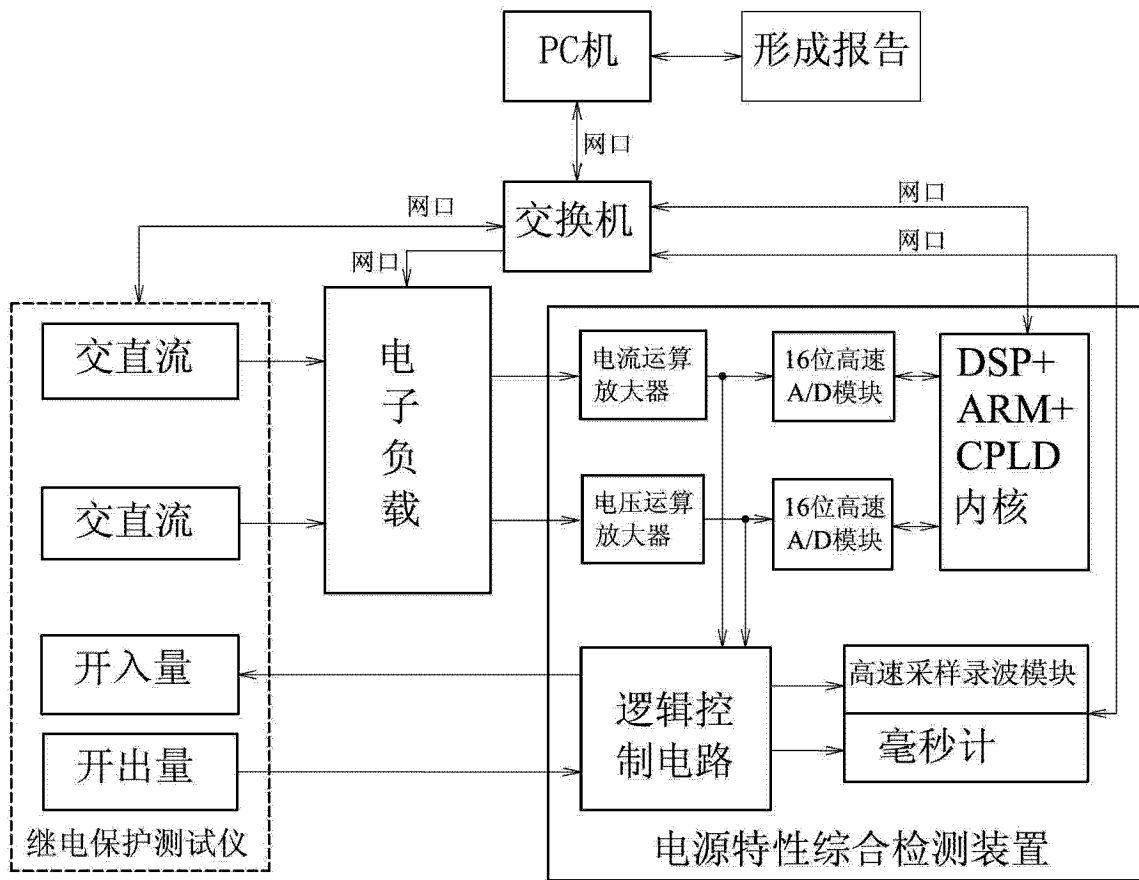 PC机
形成报告
网口
交换机
网口
网口
网口
网口
交直流
交直流
开入量
开出量
继电保护测试仪
电
子
负
载
电流运算
放大器
16位高速
A/D模块
DSP+
ARM+
CPLD
内核
电压运算
放大器
16位高速
A/D模块
逻辑控
制电路
高速采样录波模块
毫秒计
电源特性综合检测装置